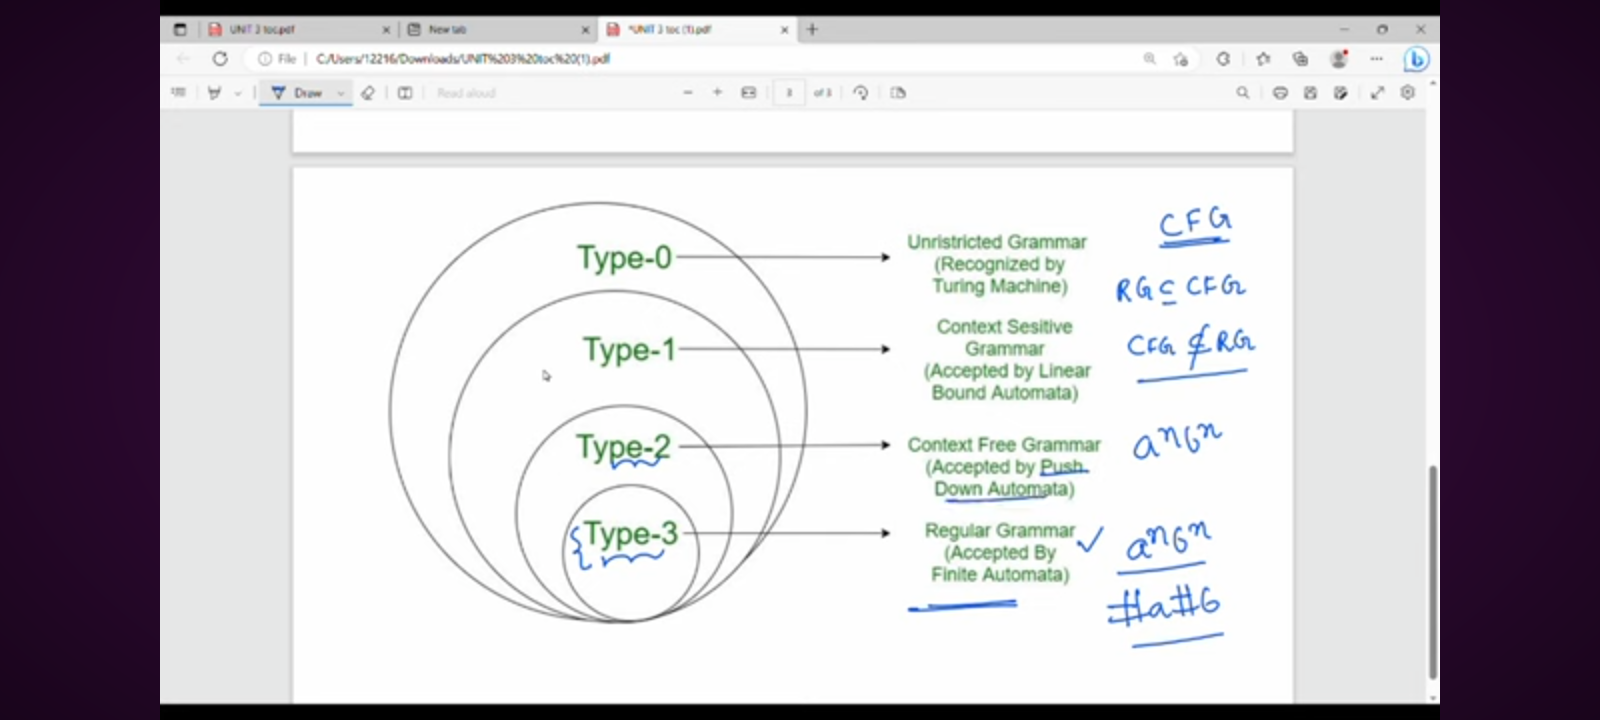 UNIT 3 toc.pdf
New tab
*UNIT 3 toc (1).pdf
File
C:/Users/12216/Downloads/UNIT%203%20toc%20(1).pdf
Draw
Read aloud
3
of 3
CFG
Type-0
Unristricted Grammar
(Recognized by
Turing Machine)
RG ⊆ CFG
Type-1
Context Sesitive
Grammar
(Accepted by Linear
Bound Automata)
CFG ⊄ RG
Type-2
Context Free Grammar
(Accepted by Push
Down Automata)
aⁿbⁿ
Type-3
Regular Grammar
(Accepted By
Finite Automata)
aⁿbⁿ
#a#b